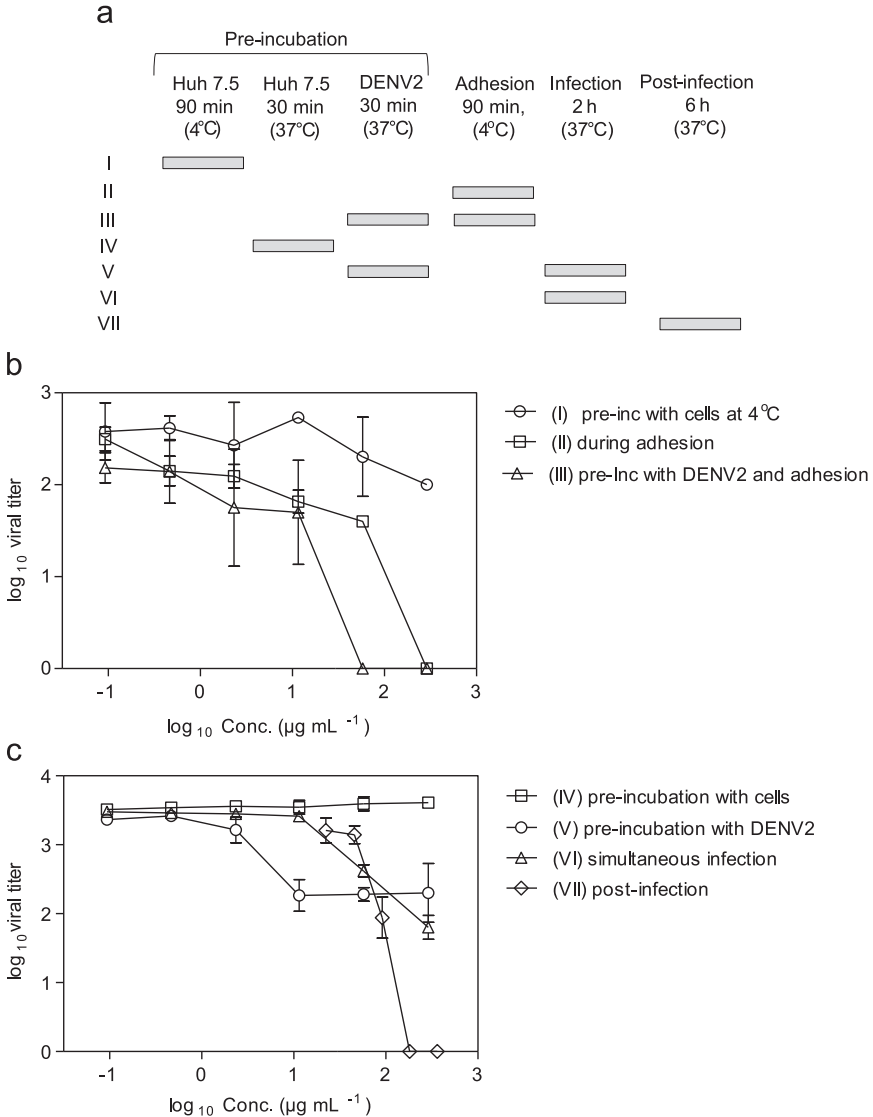 a
Pre-incubation
Huh 7.5 Huh 7.5 DENV2 Adhesion Infection Post-infection
90 min 30 min 30 min 90 min, 2 h 6 h
(4°C) (37°C) (37°C) (4°C) (37°C) (37°C)
I
II
III
IV
V
VI
VII
b
3
2
1
0
log 10 viral titer
-1 0 1 2 3
log 10 Conc. (µg mL -1)
(I) pre-inc with cells at 4°C
(II) during adhesion
(III) pre-Inc with DENV2 and adhesion
c
4
3
2
1
0
log 10 viral titer
-1 0 1 2 3
log 10 Conc. (µg mL -1)
(IV) pre-incubation with cells
(V) pre-incubation with DENV2
(VI) simultaneous infection
(VII) post-infection